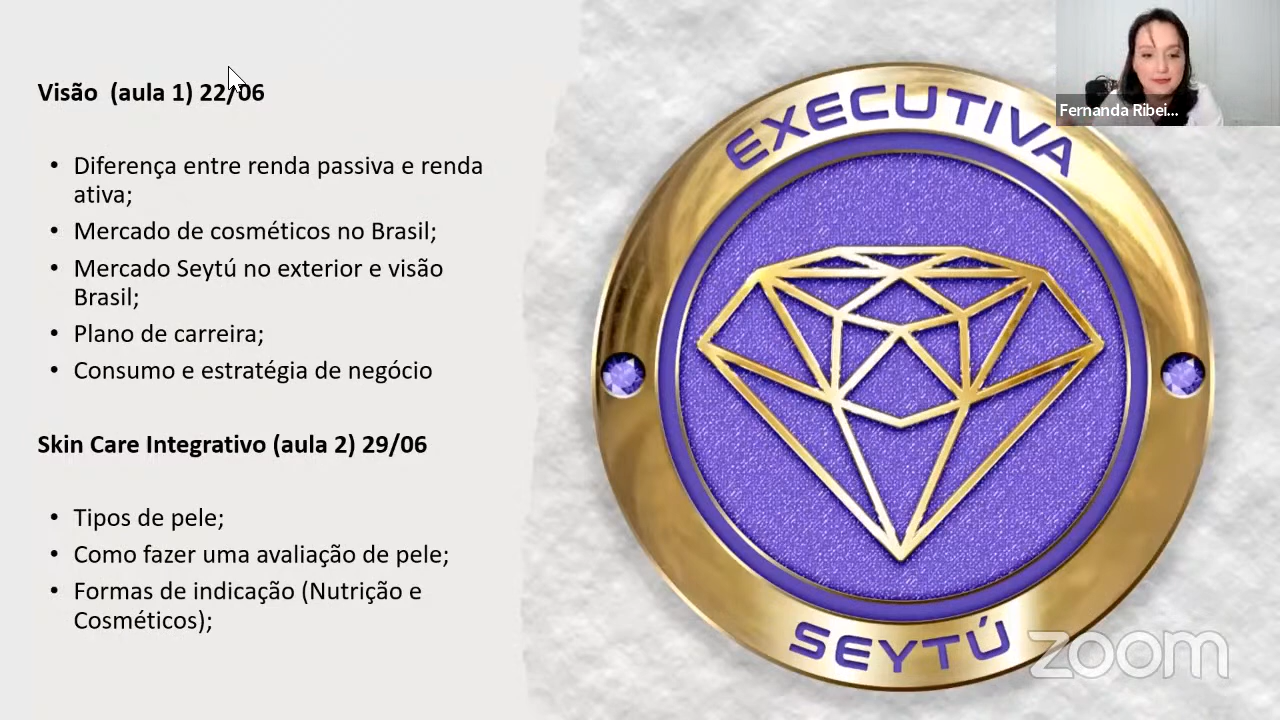 Visão  (aula 1) 22/06
• Diferença entre renda passiva e renda
ativa;
• Mercado de cosméticos no Brasil;
• Mercado Seytú no exterior e visão
Brasil;
• Plano de carreira;
• Consumo e estratégia de negócio
Skin Care Integrativo (aula 2) 29/06
• Tipos de pele;
• Como fazer uma avaliação de pele;
• Formas de indicação (Nutrição e
Cosméticos);
EXECUTIVA
SEYTÚ
Fernanda Ribei...
zoom